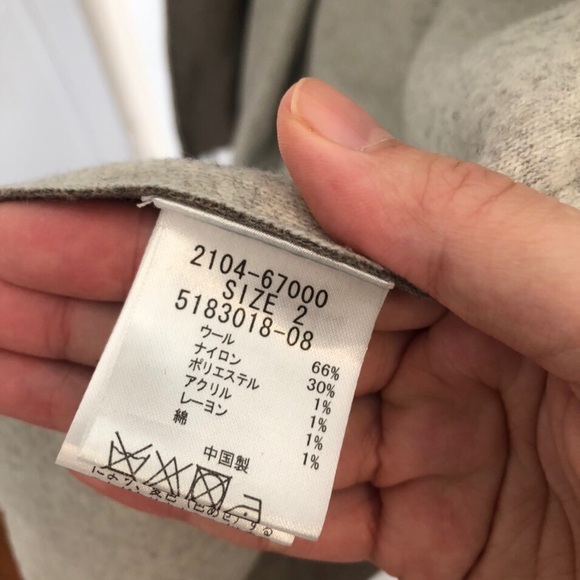 2104-67000
SIZE 2
5183018-08
ウール 66%
ナイロン 30%
ポリエステル 1%
アクリル 1%
レーヨン 1%
綿 1%
中国製